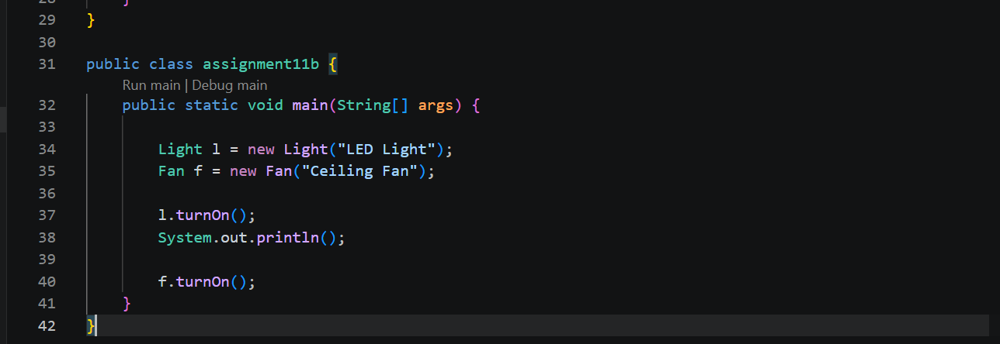 28 }
29 }
30
31 public class assignment11b {
Run main | Debug main
32 public static void main(String[] args) {
33
34 Light l = new Light("LED Light");
35 Fan f = new Fan("Ceiling Fan");
36
37 l.turnOn();
38 System.out.println();
39
40 f.turnOn();
41 }
42 }